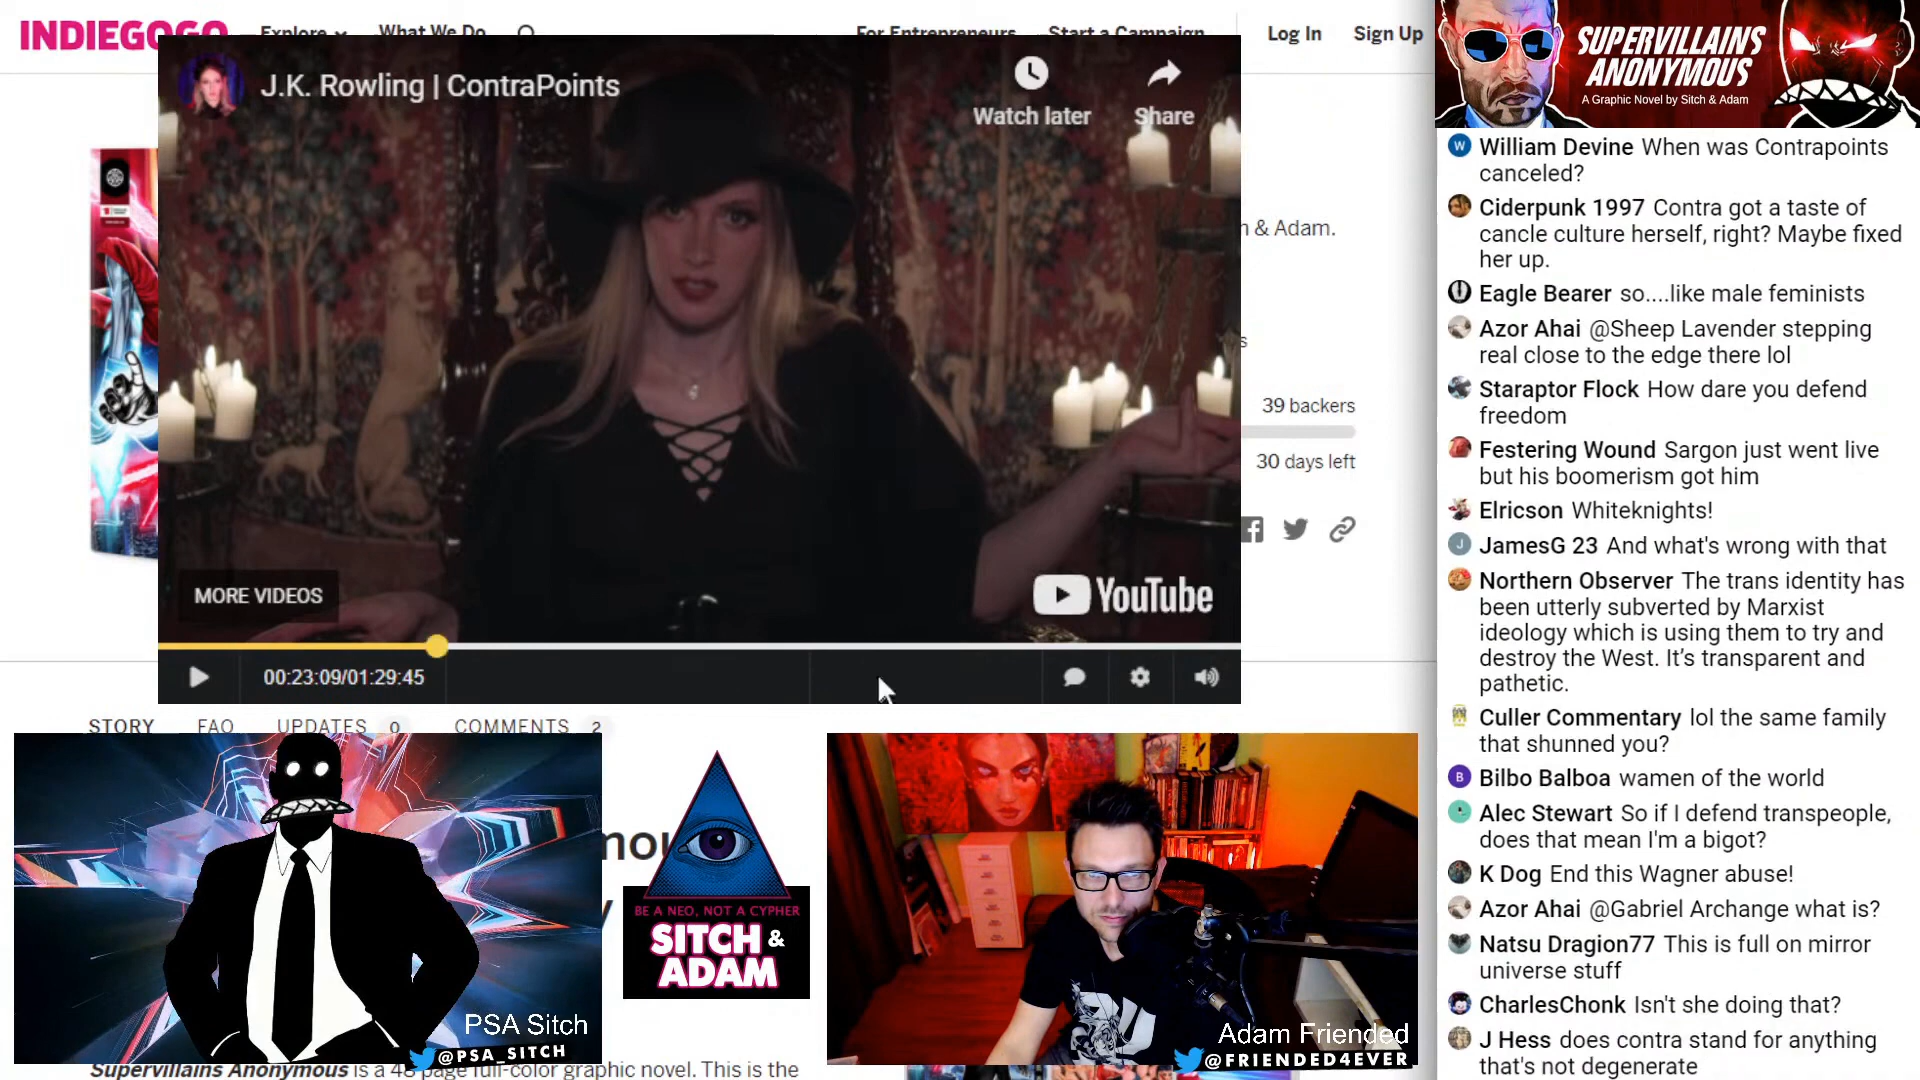 INDIEGOGO
Explore
What We Do
For Entrepreneurs
Start a Campaign
Log In
Sign Up
J.K. Rowling | ContraPoints
Watch later
Share
& Adam.
39 backers
30 days left
MORE VIDEOS
YouTube
00:23:09/01:29:45
STORY
FAQ
UPDATES 0
COMMENTS 2
BE A NEO, NOT A CYPHER
SITCH &
ADAM
PSA Sitch
@PSA_SITCH
Adam Friended
@FRIENDED4EVER
Supervillains Anonymous is a 48 page full-color graphic novel. This is the
SUPERVILLAINS
ANONYMOUS
A Graphic Novel by Sitch & Adam
William Devine When was Contrapoints
canceled?
Ciderpunk 1997 Contra got a taste of
cancle culture herself, right? Maybe fixed
her up.
Eagle Bearer so....like male feminists
Azor Ahai @Sheep Lavender stepping
real close to the edge there lol
Staraptor Flock How dare you defend
freedom
Festering Wound Sargon just went live
but his boomerism got him
Elricson Whiteknights!
JamesG 23 And what's wrong with that
Northern Observer The trans identity has
been utterly subverted by Marxist
ideology which is using them to try and
destroy the West. It's transparent and
pathetic.
Culler Commentary lol the same family
that shunned you?
Bilbo Balboa wamen of the world
Alec Stewart So if I defend transpeople,
does that mean I'm a bigot?
K Dog End this Wagner abuse!
Azor Ahai @Gabriel Archange what is?
Natsu Dragion77 This is full on mirror
universe stuff
CharlesChonk Isn't she doing that?
J Hess does contra stand for anything
that's not degenerate